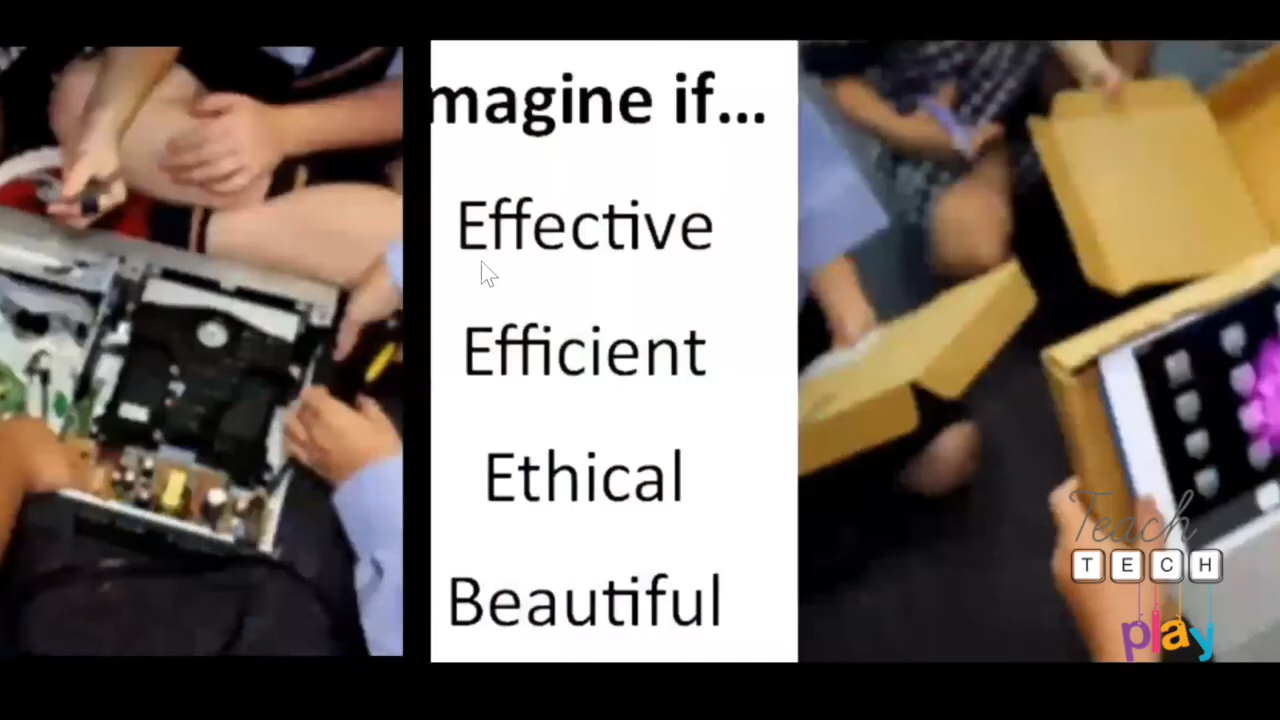 magine if...
Effective
Efficient
Ethical
Beautiful
Teach
TECH
play